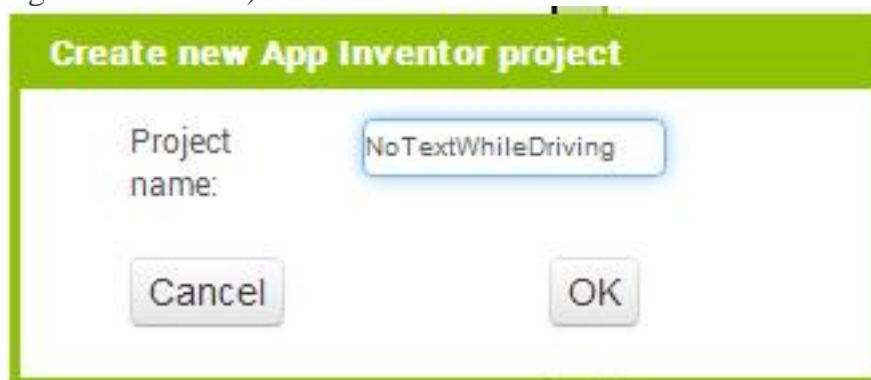 Create new App Inventor project
Project
name:
NoTextWhileDriving
Cancel
OK